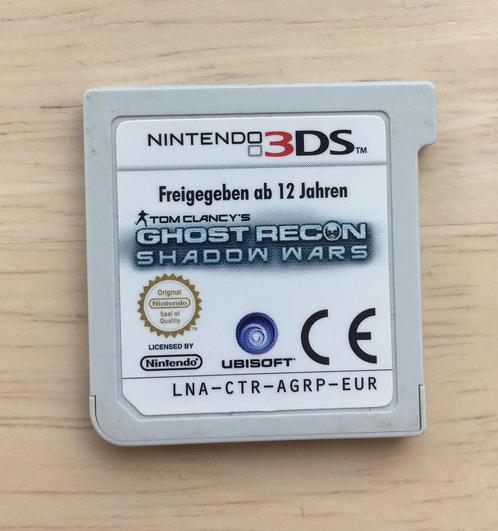 NINTENDO 3DS™
Freigegeben ab 12 Jahren
TOM CLANCY'S
GHOST RECON
SHADOW WARS
Original
Nintendo
Seal of
Quality
™
LICENSED BY
Nintendo
UBISOFT
CE
LNA-CTR-AGRP-EUR